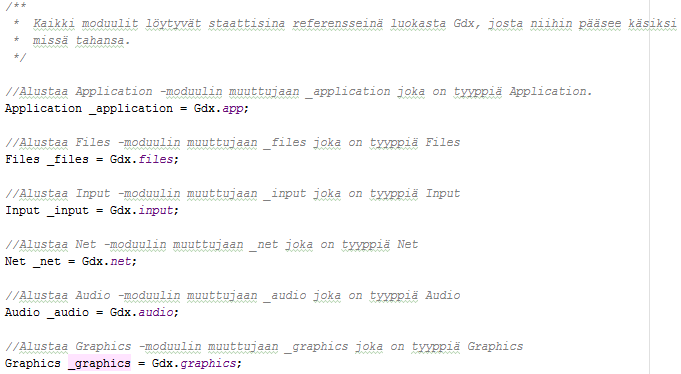 /**
 *  Kaikki moduulit löytyvät staattisina referensseinä luokasta Gdx, josta niihin pääsee käsiksi
 *  missä tahansa.
 */
//Alustaa Application -moduulin muuttujaan _application joka on tyyppiä Application.
Application _application = Gdx.app;
//Alustaa Files -moduulin muuttujaan _files joka on tyyppiä Files
Files _files = Gdx.files;
//Alustaa Input -moduulin muuttujaan _input joka on tyyppiä Input
Input _input = Gdx.input;
//Alustaa Net -moduulin muuttujaan _net joka on tyyppiä Net
Net _net = Gdx.net;
//Alustaa Audio -moduulin muuttujaan _audio joka on tyyppiä Audio
Audio _audio = Gdx.audio;
//Alustaa Graphics -moduulin muuttujaan _graphics joka on tyyppiä Graphics
Graphics _graphics = Gdx.graphics;